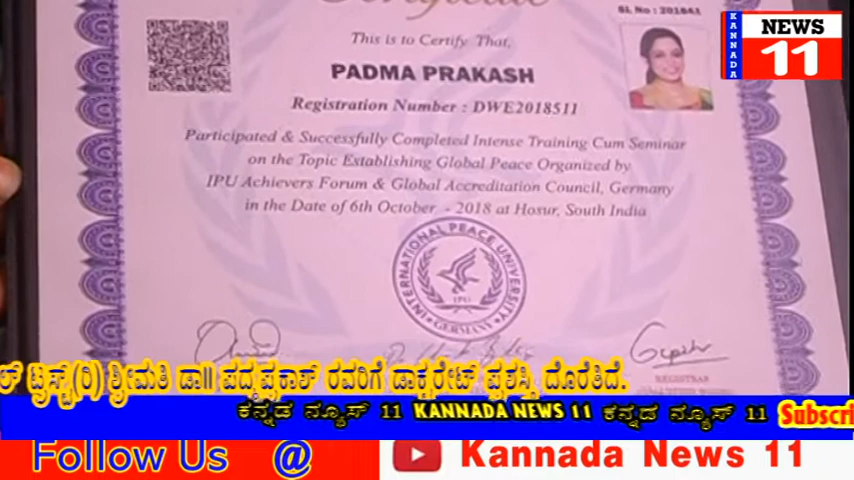 Certificate
SL No : 201841
This is to Certify That,
PADMA PRAKASH
Registration Number : DWE2018511
Participated & Successfully Completed Intense Training Cum Seminar
on the Topic Establishing Global Peace Organized by
IPU Achievers Forum & Global Accreditation Council, Germany
in the Date of 6th October - 2018 at Hosur, South India
INTERNATIONAL PEACE UNIVERSITY
IPU
GERMANY
REGISTRAR
KANNADA
NEWS
11
ಟ್ರಸ್ಟ್(ರಿ) ಶ್ರೀಮತಿ ಡಾ|| ಪದ್ಮಪ್ರಕಾಶ್ ರವರಿಗೆ ಡಾಕ್ಟರೇಟ್ ಪ್ರಶಸ್ತಿ ದೊರೆತಿದೆ.
ಕನ್ನಡ ನ್ಯೂಸ್ 11 KANNADA NEWS 11 ಕನ್ನಡ ನ್ಯೂಸ್ 11 Subscri
Follow Us @ Kannada News 11